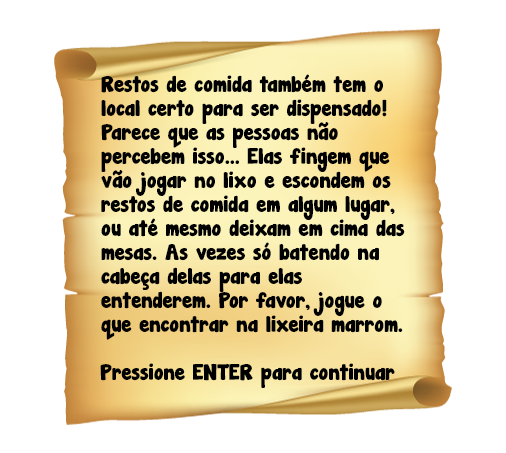 Restos de comida também tem o
local certo para ser dispensado!
Parece que as pessoas não
percebem isso... Elas fingem que
vão jogar no lixo e escondem os
restos de comida em algum lugar,
ou até mesmo deixam em cima das
mesas. As vezes só batendo na
cabeça delas para elas
entenderem. Por favor, jogue o
que encontrar na lixeira marrom.
Pressione ENTER para continuar